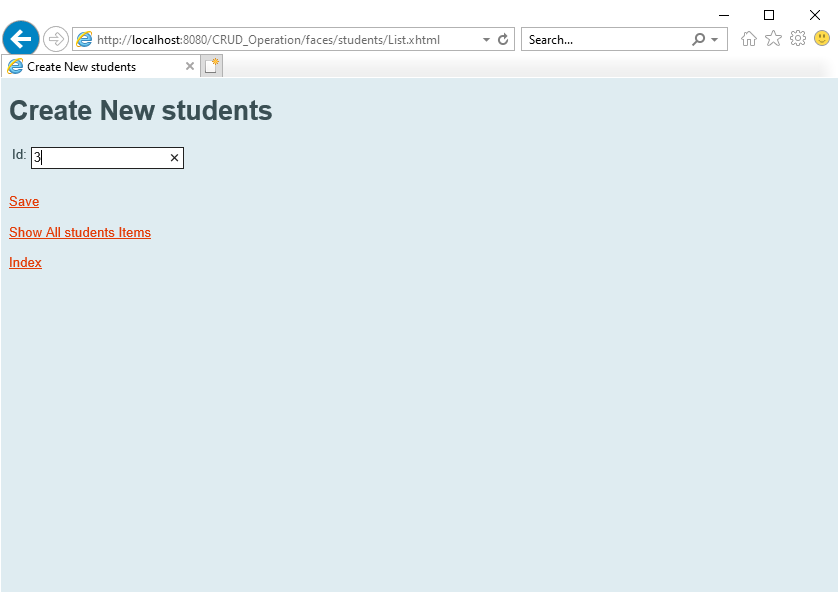 http://localhost:8080/CRUD_Operation/faces/students/List.xhtml
Search...
Create New students
Create New students
Id: 3
Save
Show All students Items
Index